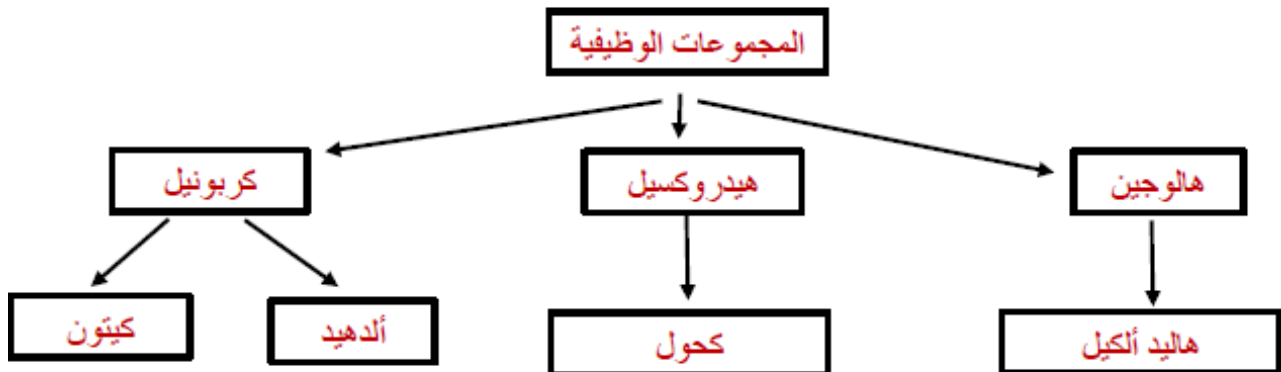 المجموعات الوظيفية
هالوجين
هيدروكسيل
كربونيل
هاليد ألكيل
كحول
ألدهيد
كيتون